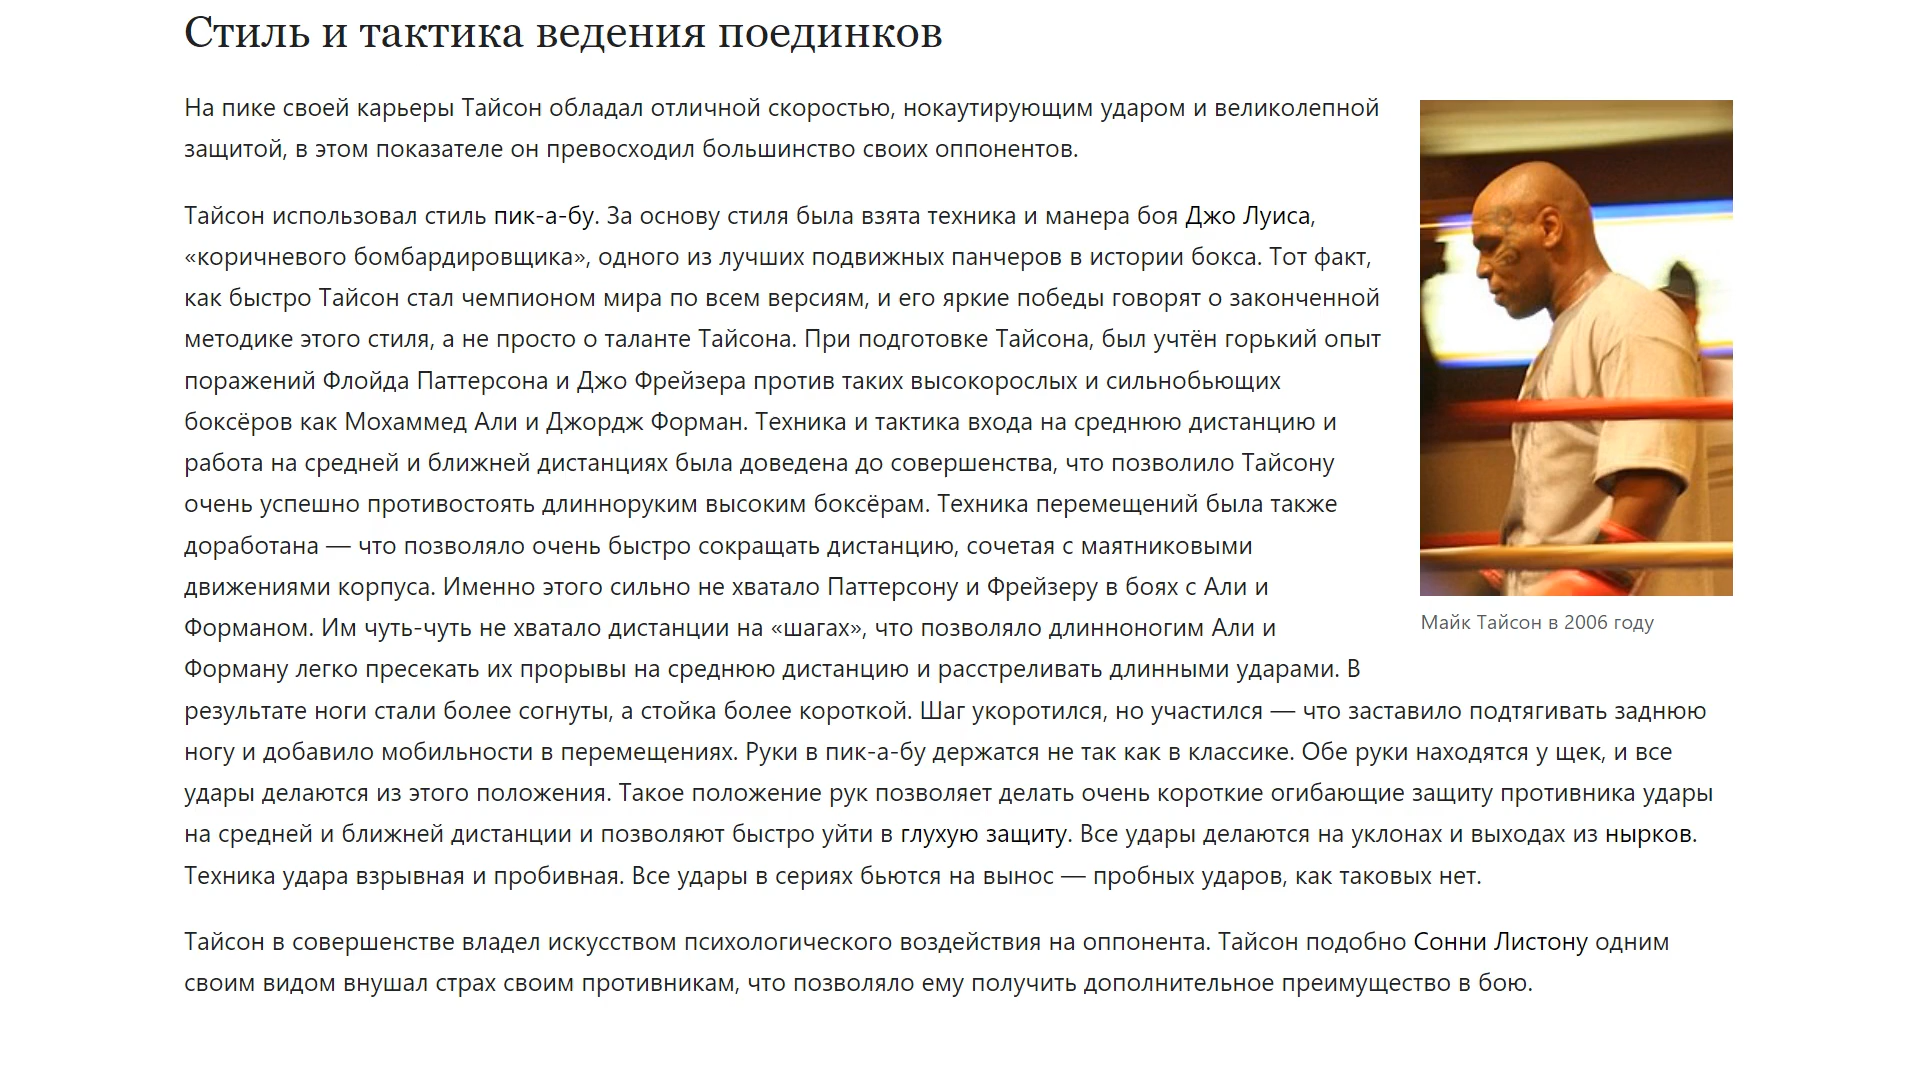 Стиль и тактика ведения поединков
На пике своей карьеры Тайсон обладал отличной скоростью, нокаутирующим ударом и великолепной
защитой, в этом показателе он превосходил большинство своих оппонентов.
Тайсон использовал стиль пик-а-бу. За основу стиля была взята техника и манера боя Джо Луиса,
«коричневого бомбардировщика», одного из лучших подвижных панчеров в истории бокса. Тот факт,
как быстро Тайсон стал чемпионом мира по всем версиям, и его яркие победы говорят о законченной
методике этого стиля, а не просто о таланте Тайсона. При подготовке Тайсона, был учтён горький опыт
поражений Флойда Паттерсона и Джо Фрейзера против таких высокорослых и сильнобьющих
боксёров как Мохаммед Али и Джордж Форман. Техника и тактика входа на среднюю дистанцию и
работа на средней и ближней дистанциях была доведена до совершенства, что позволило Тайсону
очень успешно противостоять длинноруким высоким боксёрам. Техника перемещений была также
доработана — что позволяло очень быстро сокращать дистанцию, сочетая с маятниковыми
движениями корпуса. Именно этого сильно не хватало Паттерсону и Фрейзеру в боях с Али и
Форманом. Им чуть-чуть не хватало дистанции на «шагах», что позволяло длинноногим Али и
Форману легко пресекать их прорывы на среднюю дистанцию и расстреливать длинными ударами. В
результате ноги стали более согнуты, а стойка более короткой. Шаг укоротился, но участился — что заставило подтягивать заднюю
ногу и добавило мобильности в перемещениях. Руки в пик-а-бу держатся не так как в классике. Обе руки находятся у щек, и все
удары делаются из этого положения. Такое положение рук позволяет делать очень короткие огибающие защиту противника удары
на средней и ближней дистанции и позволяют быстро уйти в глухую защиту. Все удары делаются на уклонах и выходах из нырков.
Техника удара взрывная и пробивная. Все удары в сериях бьются на вынос — пробных ударов, как таковых нет.
Тайсон в совершенстве владел искусством психологического воздействия на оппонента. Тайсон подобно Сонни Листону одним
своим видом внушал страх своим противникам, что позволяло ему получить дополнительное преимущество в бою.
Майк Тайсон в 2006 году